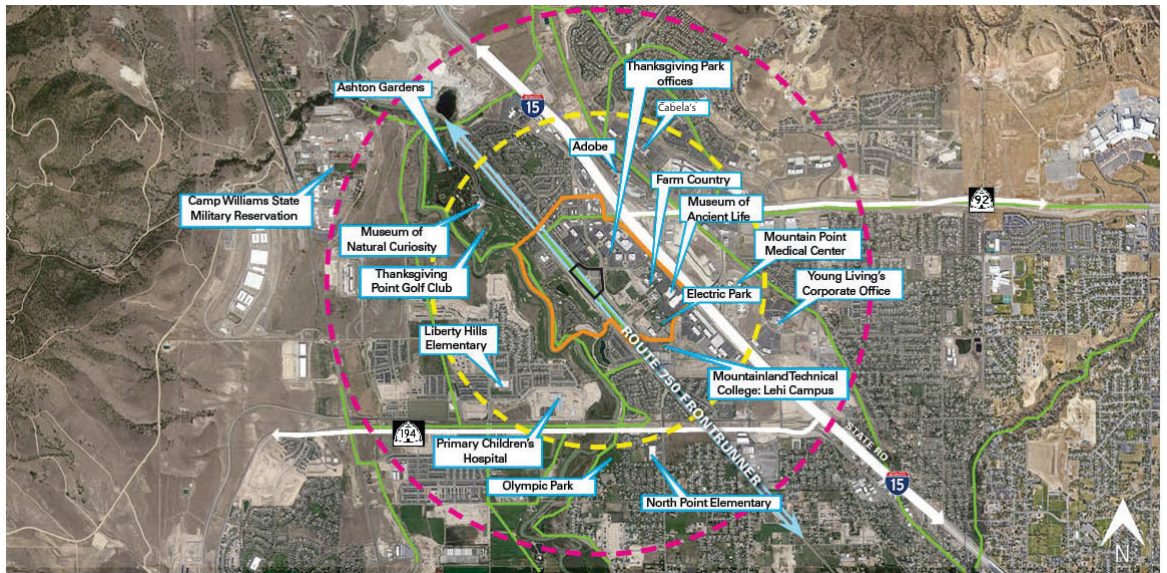 Ashton Gardens
INTERSTATE
15
Thanksgiving Park
offices
Cabela's
Adobe
Camp Williams State
Military Reservation
Farm Country
Museum of
Ancient Life
92
Museum of
Natural Curiosity
Mountain Point
Medical Center
Thanksgiving
Point Golf Club
Young Living's
Corporate Office
Electric Park
Liberty Hills
Elementary
ROUTE 750 FRONTRUNNER
Mountainland Technical
College: Lehi Campus
194
Primary Children's
Hospital
STATE RD
Olympic Park
North Point Elementary
INTERSTATE
15
N